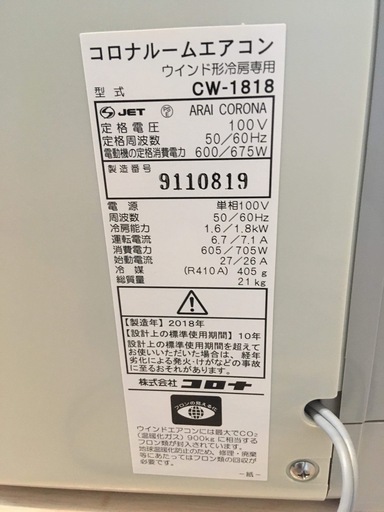 コロナルームエアコン
ウインド形冷房専用
型式 CW-1818
JET ARAI CORONA
定格電圧 100V
定格周波数 50/60Hz
電動機の定格消費電力 600/675W
製造番号
9110819
電源 単相100V
周波数 50/60Hz
冷房能力 1.6/1.8kW
運転電流 6.7/7.1A
消費電力 605/705W
始動電流 27/26A
冷媒 (R410A) 405g
総質量 21kg
【製造年】2018年
【設計上の標準使用期間】10年
設計上の標準使用期間を超えて
お使いいただいた場合は、経年
劣化による発火・けがなどの事故
に至るおそれがあります。
株式会社コロナ
フロンの見える化
ウインドエアコンには最大でCO₂
(温暖化ガス)900kgに相当する
フロン類が封入されています。
地球温暖化防止のため、修理・廃棄
等にあたってはフロン類の回収が
必要です。
-紙-